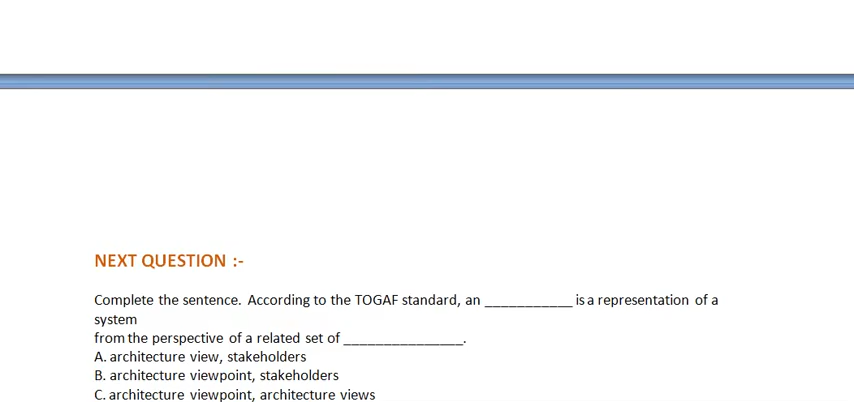 NEXT QUESTION :-
Complete the sentence. According to the TOGAF standard, an ___________ is a representation of a
system
from the perspective of a related set of _______________.
A. architecture view, stakeholders
B. architecture viewpoint, stakeholders
C. architecture viewpoint, architecture views